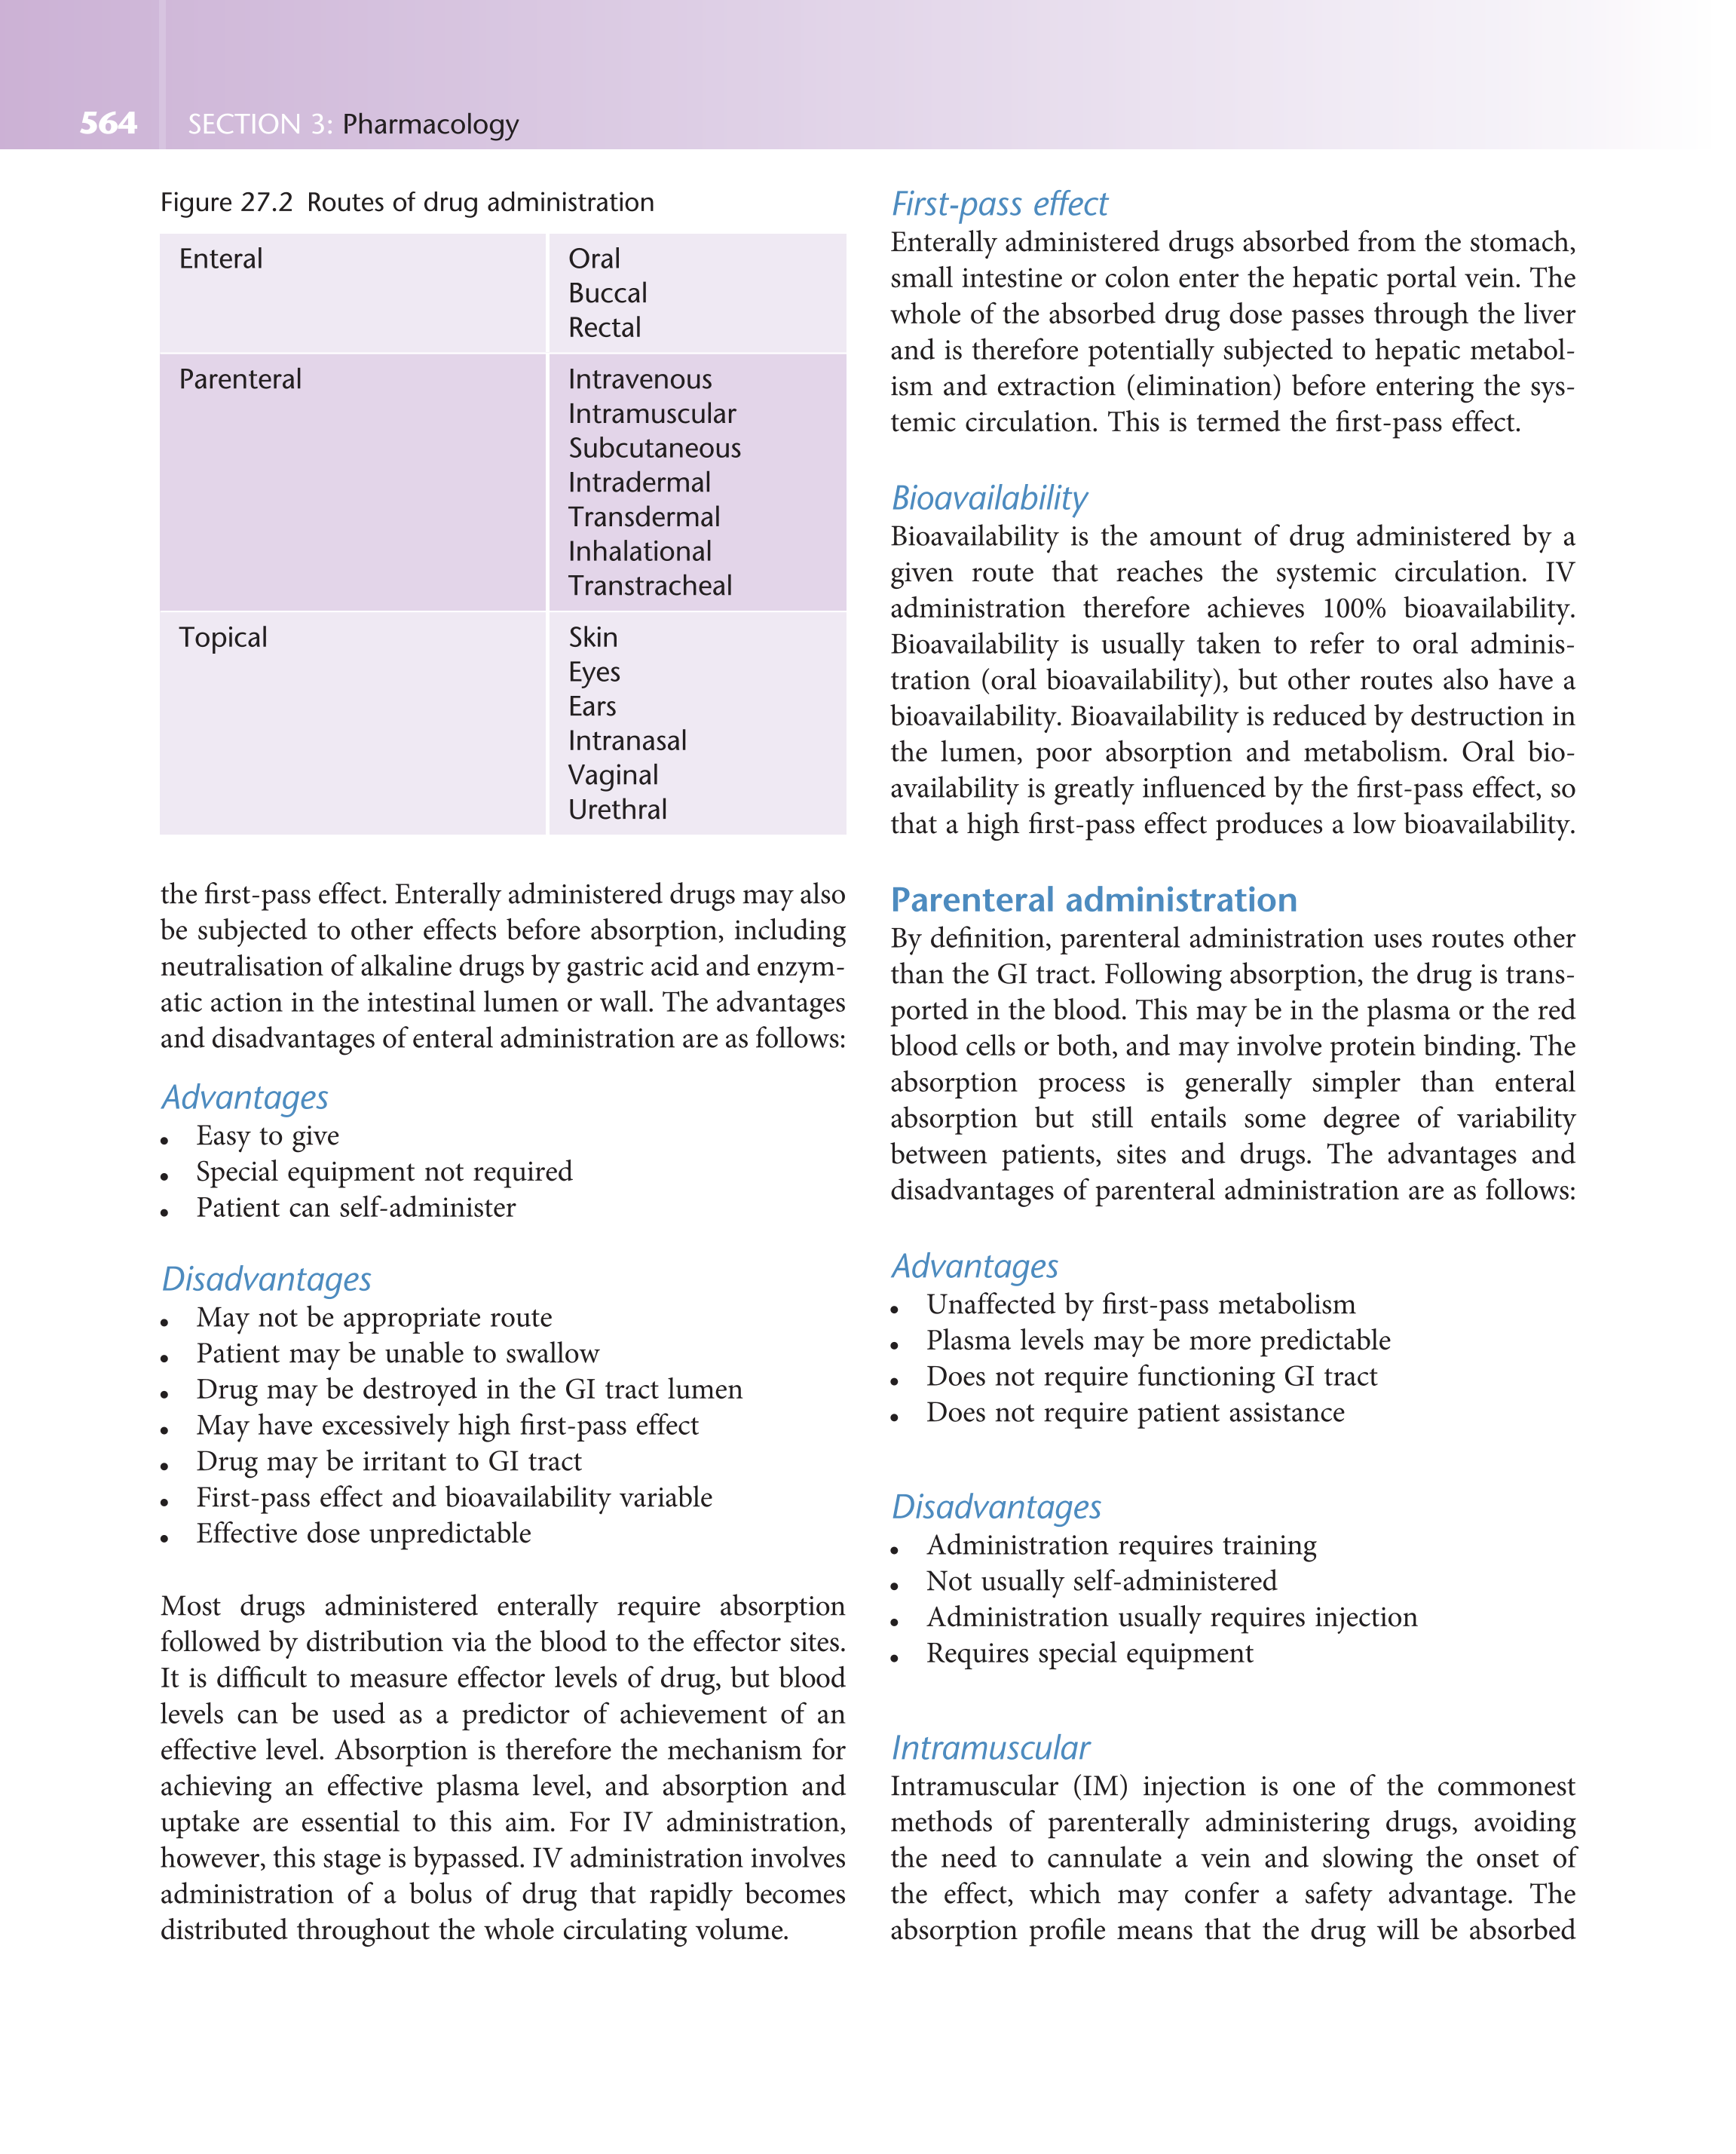 564 SECTION 3: Pharmacology
Figure 27.2 Routes of drug administration
Enteral
Oral
Buccal
Rectal
Parenteral
Intravenous
Intramuscular
Subcutaneous
Intradermal
Transdermal
Inhalational
Transtracheal
Topical
Skin
Eyes
Ears
Intranasal
Vaginal
Urethral
the first-pass effect. Enterally administered drugs may also
be subjected to other effects before absorption, including
neutralisation of alkaline drugs by gastric acid and enzym-
atic action in the intestinal lumen or wall. The advantages
and disadvantages of enteral administration are as follows:
Advantages
• Easy to give
• Special equipment not required
• Patient can self-administer
Disadvantages
• May not be appropriate route
• Patient may be unable to swallow
• Drug may be destroyed in the GI tract lumen
• May have excessively high first-pass effect
• Drug may be irritant to GI tract
• First-pass effect and bioavailability variable
• Effective dose unpredictable
Most drugs administered enterally require absorption
followed by distribution via the blood to the effector sites.
It is difficult to measure effector levels of drug, but blood
levels can be used as a predictor of achievement of an
effective level. Absorption is therefore the mechanism for
achieving an effective plasma level, and absorption and
uptake are essential to this aim. For IV administration,
however, this stage is bypassed. IV administration involves
administration of a bolus of drug that rapidly becomes
distributed throughout the whole circulating volume.
First-pass effect
Enterally administered drugs absorbed from the stomach,
small intestine or colon enter the hepatic portal vein. The
whole of the absorbed drug dose passes through the liver
and is therefore potentially subjected to hepatic metabol-
ism and extraction (elimination) before entering the sys-
temic circulation. This is termed the first-pass effect.
Bioavailability
Bioavailability is the amount of drug administered by a
given route that reaches the systemic circulation. IV
administration therefore achieves 100% bioavailability.
Bioavailability is usually taken to refer to oral adminis-
tration (oral bioavailability), but other routes also have a
bioavailability. Bioavailability is reduced by destruction in
the lumen, poor absorption and metabolism. Oral bio-
availability is greatly influenced by the first-pass effect, so
that a high first-pass effect produces a low bioavailability.
Parenteral administration
By definition, parenteral administration uses routes other
than the GI tract. Following absorption, the drug is trans-
ported in the blood. This may be in the plasma or the red
blood cells or both, and may involve protein binding. The
absorption process is generally simpler than enteral
absorption but still entails some degree of variability
between patients, sites and drugs. The advantages and
disadvantages of parenteral administration are as follows:
Advantages
• Unaffected by first-pass metabolism
• Plasma levels may be more predictable
• Does not require functioning GI tract
• Does not require patient assistance
Disadvantages
• Administration requires training
• Not usually self-administered
• Administration usually requires injection
• Requires special equipment
Intramuscular
Intramuscular (IM) injection is one of the commonest
methods of parenterally administering drugs, avoiding
the need to cannulate a vein and slowing the onset of
the effect, which may confer a safety advantage. The
absorption profile means that the drug will be absorbed